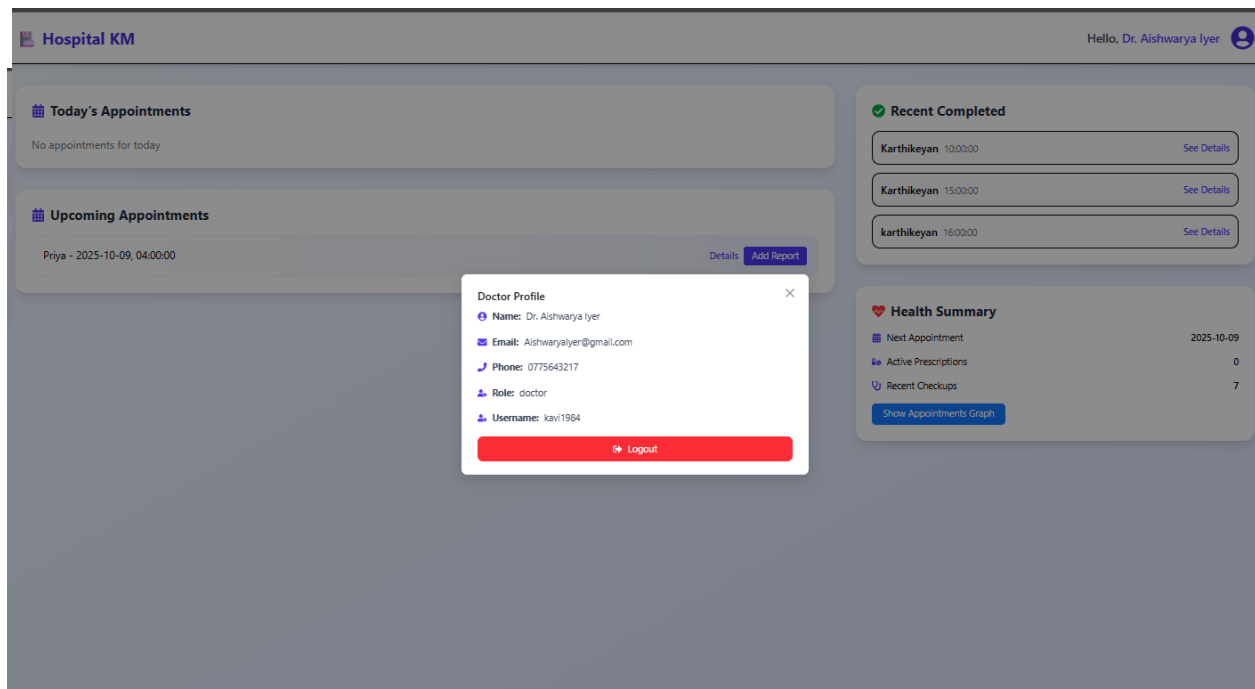 Hospital KM
Hello, Dr. Aishwarya Iyer
Today's Appointments
No appointments for today
Upcoming Appointments
Priya - 2025-10-09, 04:00:00
Details Add Report
Recent Completed
Karthikeyan 10:00:00 See Details
Karthikeyan 15:00:00 See Details
karthikeyan 16:00:00 See Details
Health Summary
Next Appointment 2025-10-09
Active Prescriptions 0
Recent Checkups 7
Show Appointments Graph
Doctor Profile
Name: Dr. Aishwarya Iyer
Email: AishwaryaIyer@gmail.com
Phone: 0775643217
Role: doctor
Username: kavi1984
Logout